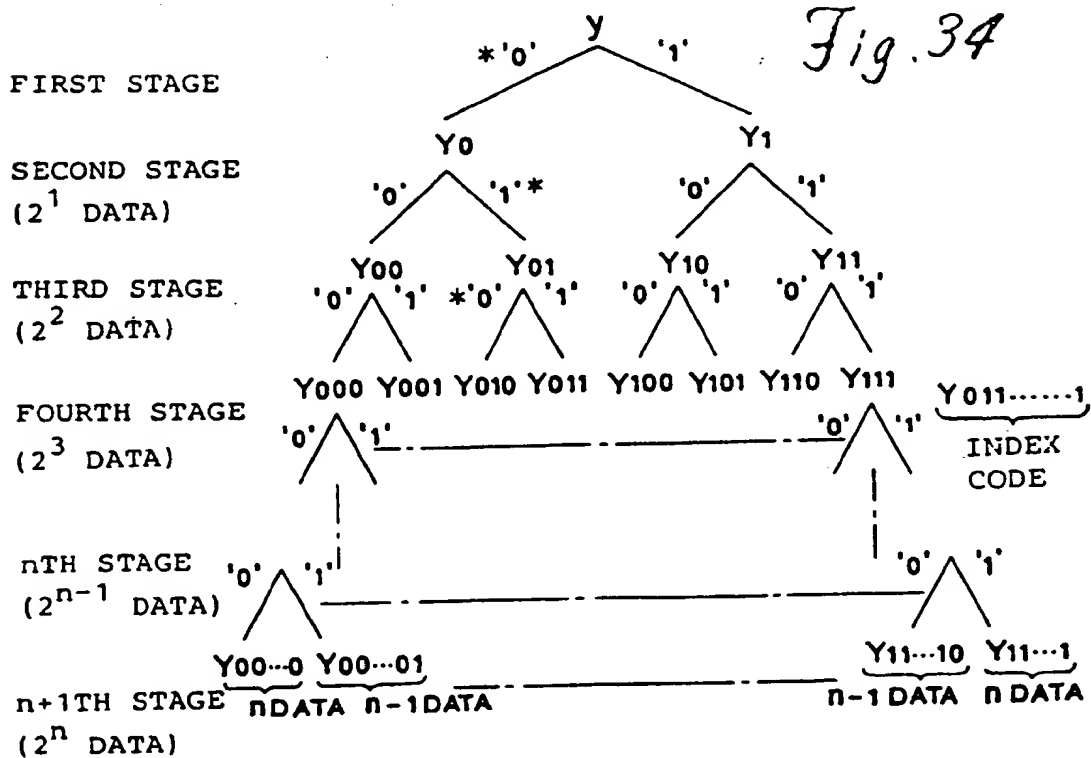 Fig. 34
y
*'0' '1'
FIRST STAGE
Y0 Y1
SECOND STAGE
'0' '1'* '0' '1'
(2^1 DATA)
Y00 Y01 Y10 Y11
THIRD STAGE
'0' '1' *'0' '1' '0' '1' '0' '1'
(2^2 DATA)
Y000 Y001 Y010 Y011 Y100 Y101 Y110 Y111
Y011······1
FOURTH STAGE
'0' '1' '0' '1'
(2^3 DATA)
INDEX
CODE
nTH STAGE
'0' '1' '0' '1'
(2^n-1 DATA)
Y00···0 Y00···01 Y11···10 Y11···1
n DATA n-1 DATA n-1 DATA n DATA
n+1TH STAGE
(2^n DATA)